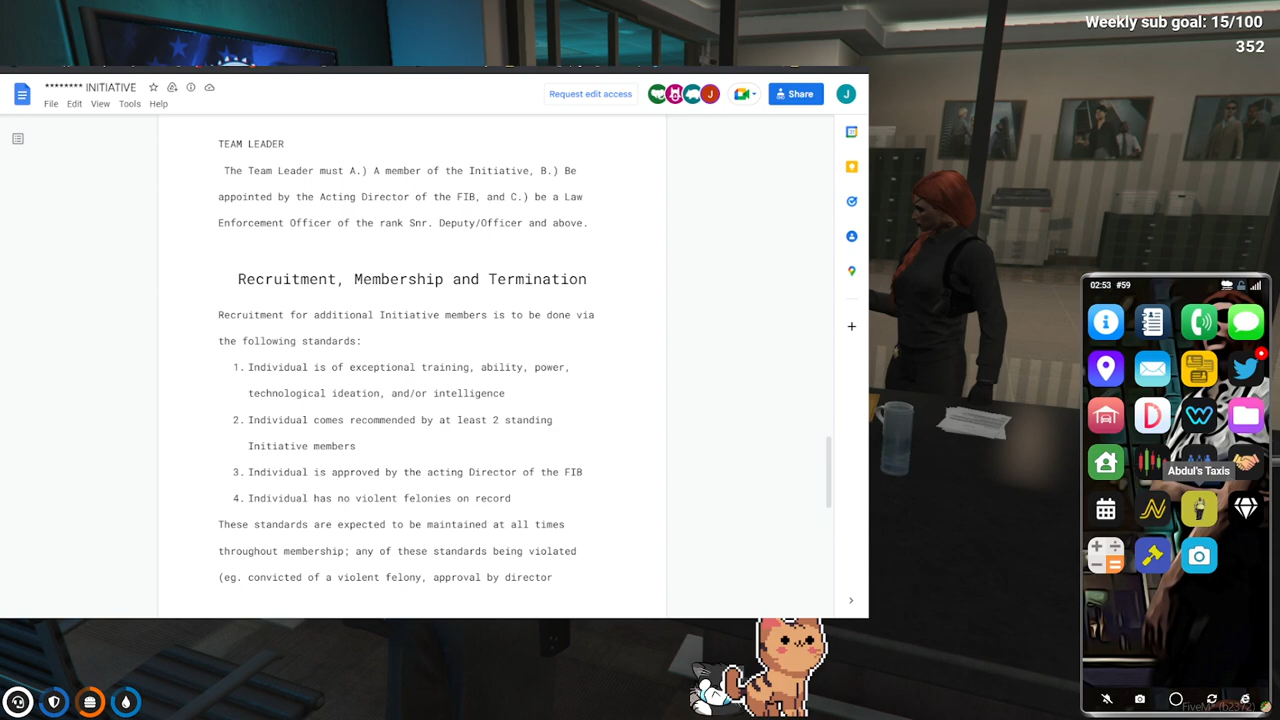 Weekly sub goal: 15/100
352
******** INITIATIVE
File Edit View Tools Help
Request edit access
J
Share
J
TEAM LEADER
The Team Leader must A.) A member of the Initiative, B.) Be
appointed by the Acting Director of the FIB, and C.) be a Law
Enforcement Officer of the rank Snr. Deputy/Officer and above.
Recruitment, Membership and Termination
Recruitment for additional Initiative members is to be done via
the following standards:
1. Individual is of exceptional training, ability, power,
technological ideation, and/or intelligence
2. Individual comes recommended by at least 2 standing
Initiative members
3. Individual is approved by the acting Director of the FIB
4. Individual has no violent felonies on record
These standards are expected to be maintained at all times
throughout membership; any of these standards being violated
(eg. convicted of a violent felony, approval by director
02:53 #59
Abdul's Taxis
FiveM* (b2372)